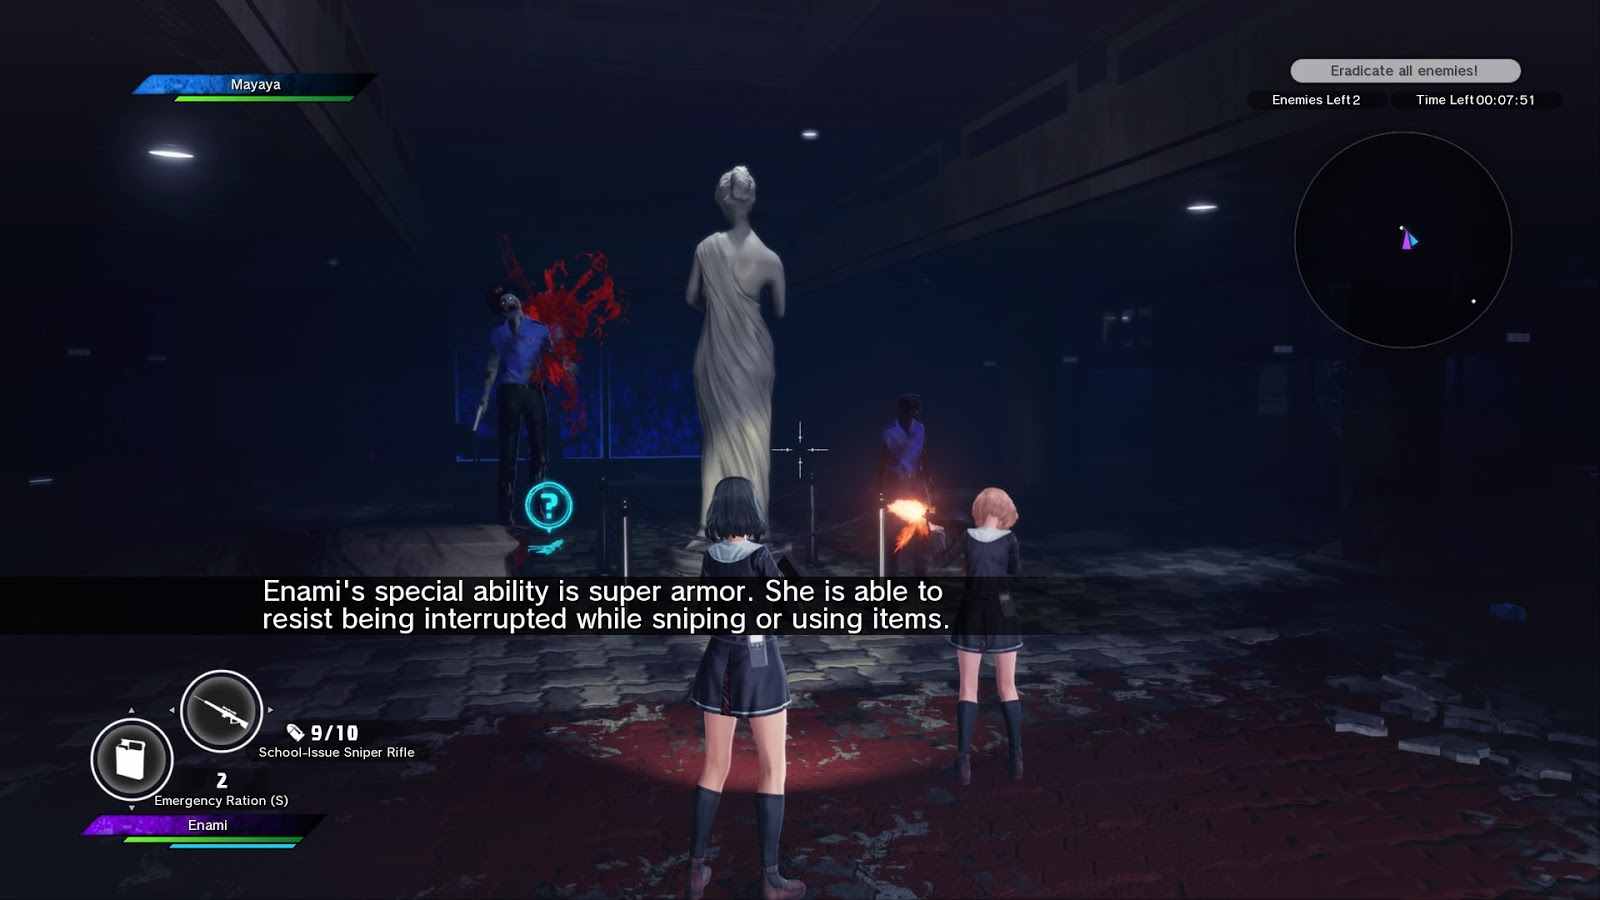 Mayaya
Eradicate all enemies!
Enemies Left 2
Time Left 00:07:51
?
Enami's special ability is super armor. She is able to
resist being interrupted while sniping or using items.
9/10
School-Issue Sniper Rifle
2
Emergency Ration (S)
Enami